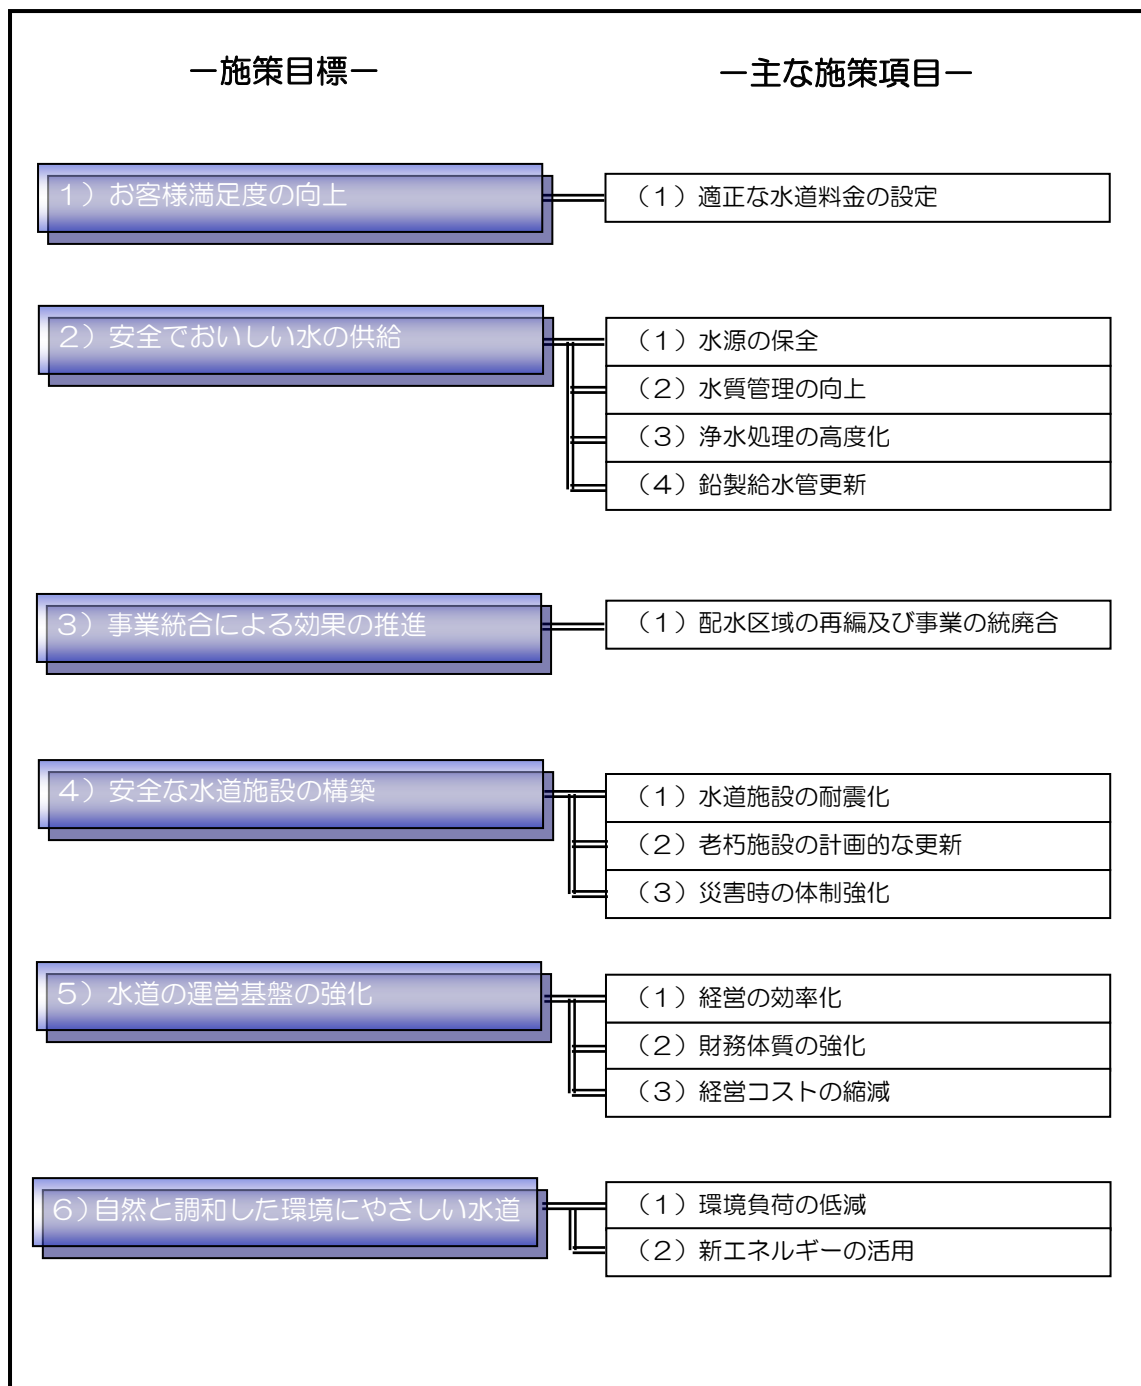 －施策目標－
－主な施策項目－
１）お客様満足度の向上
（１）適正な水道料金の設定
２）安全でおいしい水の供給
（１）水源の保全
（２）水質管理の向上
（３）浄水処理の高度化
（４）鉛製給水管更新
３）事業統合による効果の推進
（１）配水区域の再編及び事業の統廃合
４）安全な水道施設の構築
（１）水道施設の耐震化
（２）老朽施設の計画的な更新
（３）災害時の体制強化
５）水道の運営基盤の強化
（１）経営の効率化
（２）財務体質の強化
（３）経営コストの縮減
６）自然と調和した環境にやさしい水道
（１）環境負荷の低減
（２）新エネルギーの活用